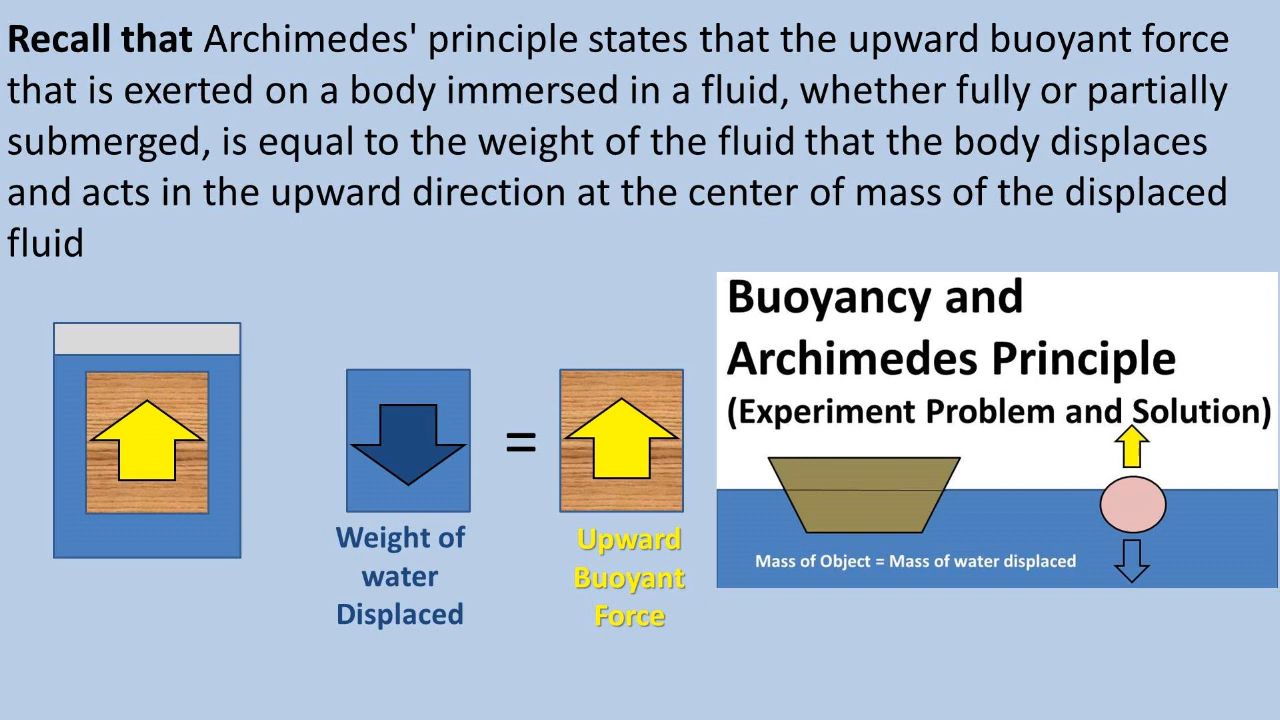 Recall that Archimedes' principle states that the upward buoyant force
that is exerted on a body immersed in a fluid, whether fully or partially
submerged, is equal to the weight of the fluid that the body displaces
and acts in the upward direction at the center of mass of the displaced
fluid
=
Weight of
water
Displaced
Upward
Buoyant
Force
Buoyancy and
Archimedes Principle
(Experiment Problem and Solution)
Mass of Object = Mass of water displaced